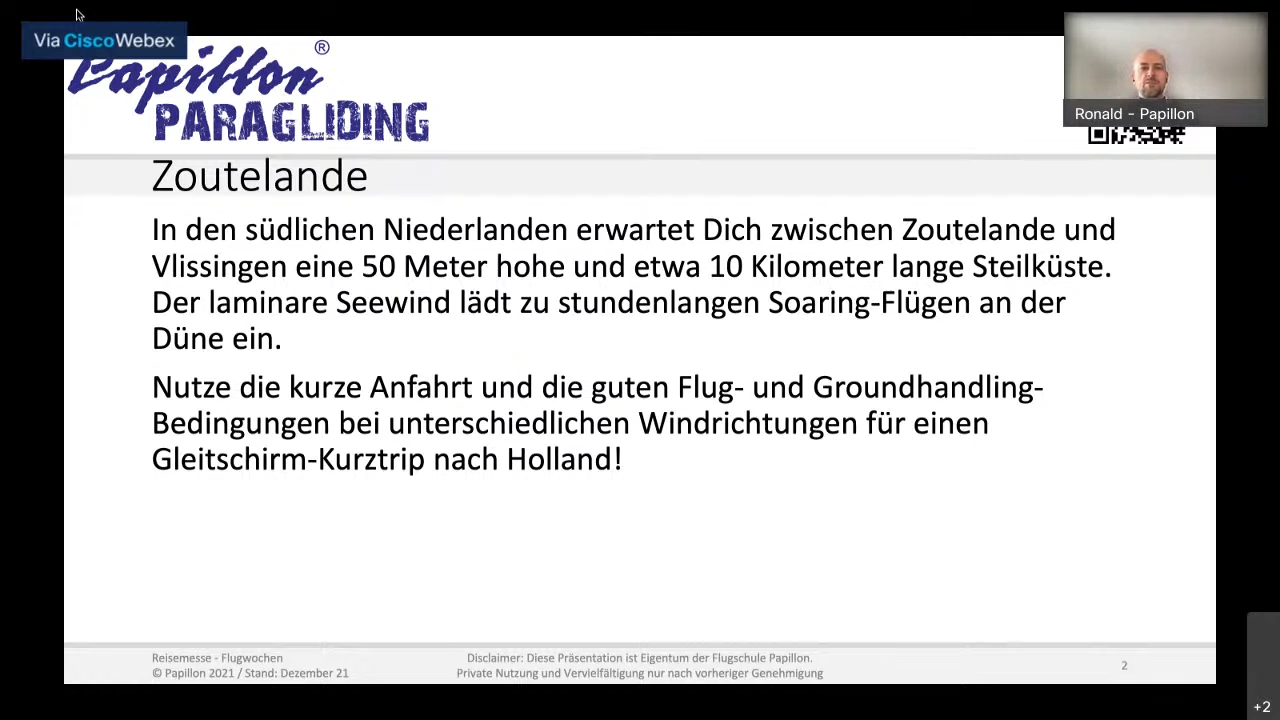 Via CiscoWebex
Papillon®
PARAGLIDING
Ronald - Papillon
Zoutelande
In den südlichen Niederlanden erwartet Dich zwischen Zoutelande und
Vlissingen eine 50 Meter hohe und etwa 10 Kilometer lange Steilküste.
Der laminare Seewind lädt zu stundenlangen Soaring-Flügen an der
Düne ein.
Nutze die kurze Anfahrt und die guten Flug- und Groundhandling-
Bedingungen bei unterschiedlichen Windrichtungen für einen
Gleitschirm-Kurztrip nach Holland!
Reisemesse - Flugwochen
© Papillon 2021 / Stand: Dezember 21
Disclaimer: Diese Präsentation ist Eigentum der Flugschule Papillon.
Private Nutzung und Vervielfältigung nur nach vorheriger Genehmigung
2
+2